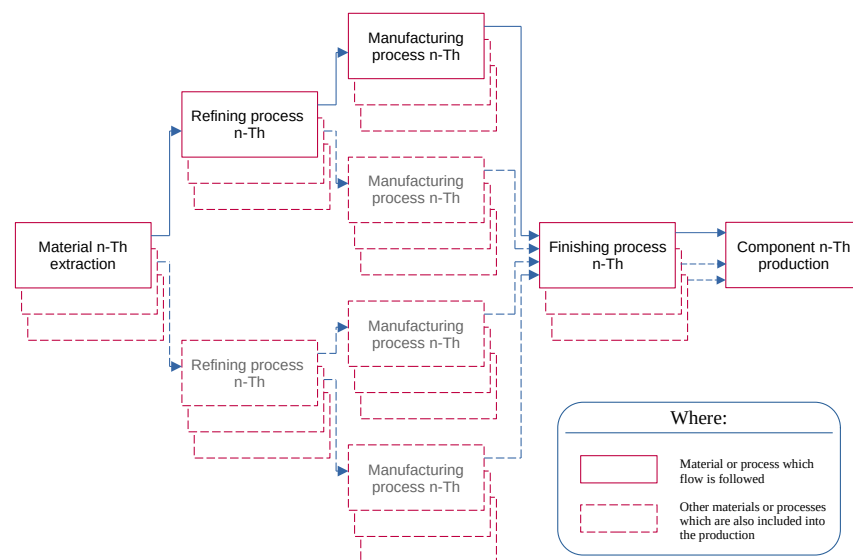 Manufacturing
process n-Th
Refining process
n-Th
Manufacturing
process n-Th
Material n-Th
extraction
Finishing process
n-Th
Component n-Th
production
Refining process
n-Th
Manufacturing
process n-Th
Manufacturing
process n-Th
Where:
Material or process which
flow is followed
Other materials or processes
which are also included into
the production